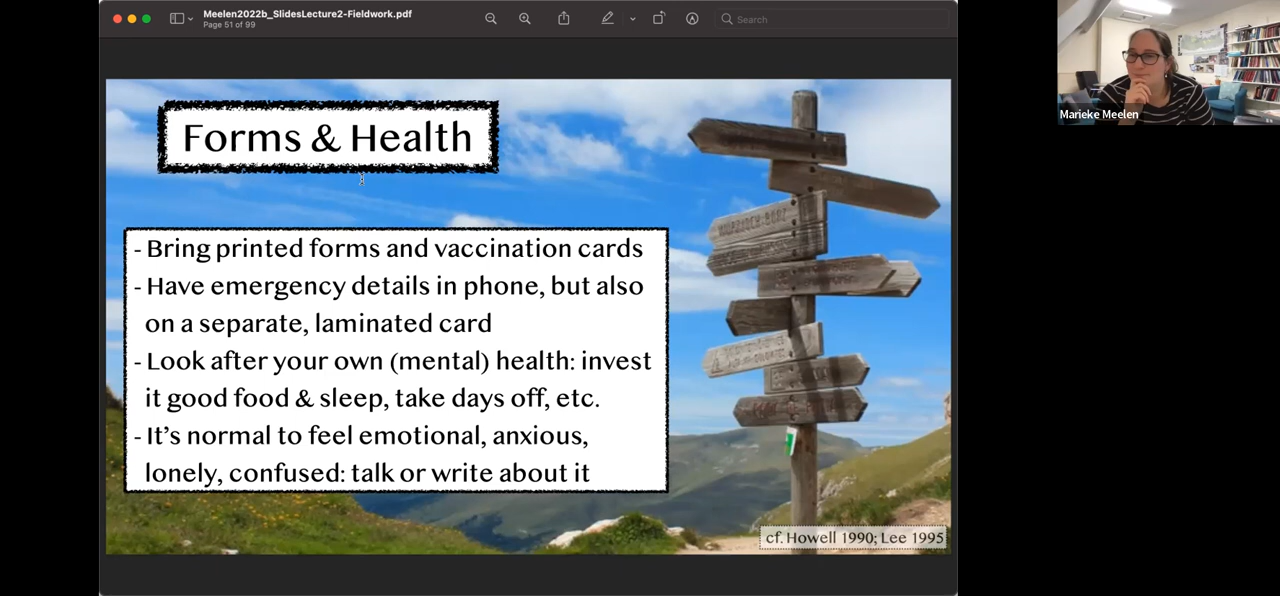 Meelen2022b_SlidesLecture2-Fieldwork.pdf
Page 51 of 99
Search
Marieke Meelen
Forms & Health
- Bring printed forms and vaccination cards
- Have emergency details in phone, but also
on a separate, laminated card
- Look after your own (mental) health: invest
it good food & sleep, take days off, etc.
- It's normal to feel emotional, anxious,
lonely, confused: talk or write about it
cf. Howell 1990; Lee 1995